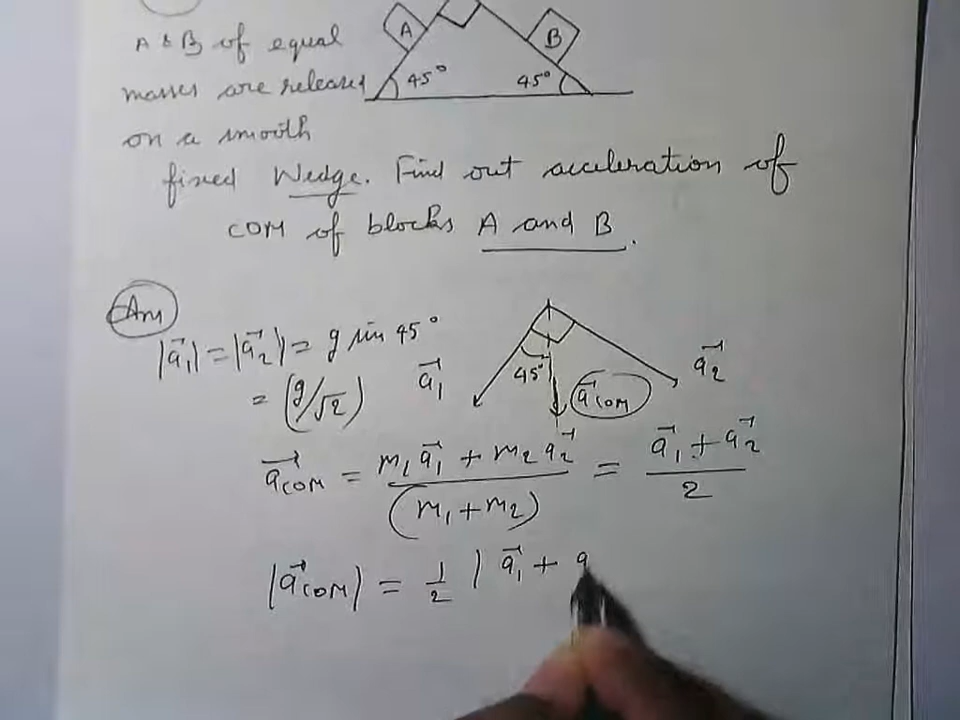 A
B
A & B of equal
masses are released
45° 45°
on a smooth
fixed Wedge. Find out acceleration of
COM of blocks A and B.
Ans
|a⃗₁| = |a⃗₂| = g sin 45°
= (g/√2)
a⃗₁
45°
a⃗COM
a⃗₂
a⃗COM = m₁a⃗₁ + m₂a⃗₂ / (m₁ + m₂) = a⃗₁ + a⃗₂ / 2
|a⃗COM| = 1/2 | a⃗₁ + a